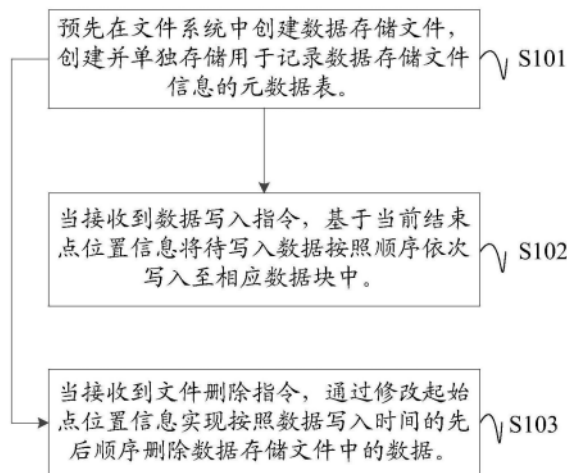 预先在文件系统中创建数据存储文件，
创建并单独存储用于记录数据存储文件
信息的元数据表。
S101
当接收到数据写入指令，基于当前结束
点位置信息将待写入数据按照顺序依次
写入至相应数据块中。
S102
当接收到文件删除指令，通过修改起始
点位置信息实现按照数据写入时间的先
后顺序删除数据存储文件中的数据。
S103